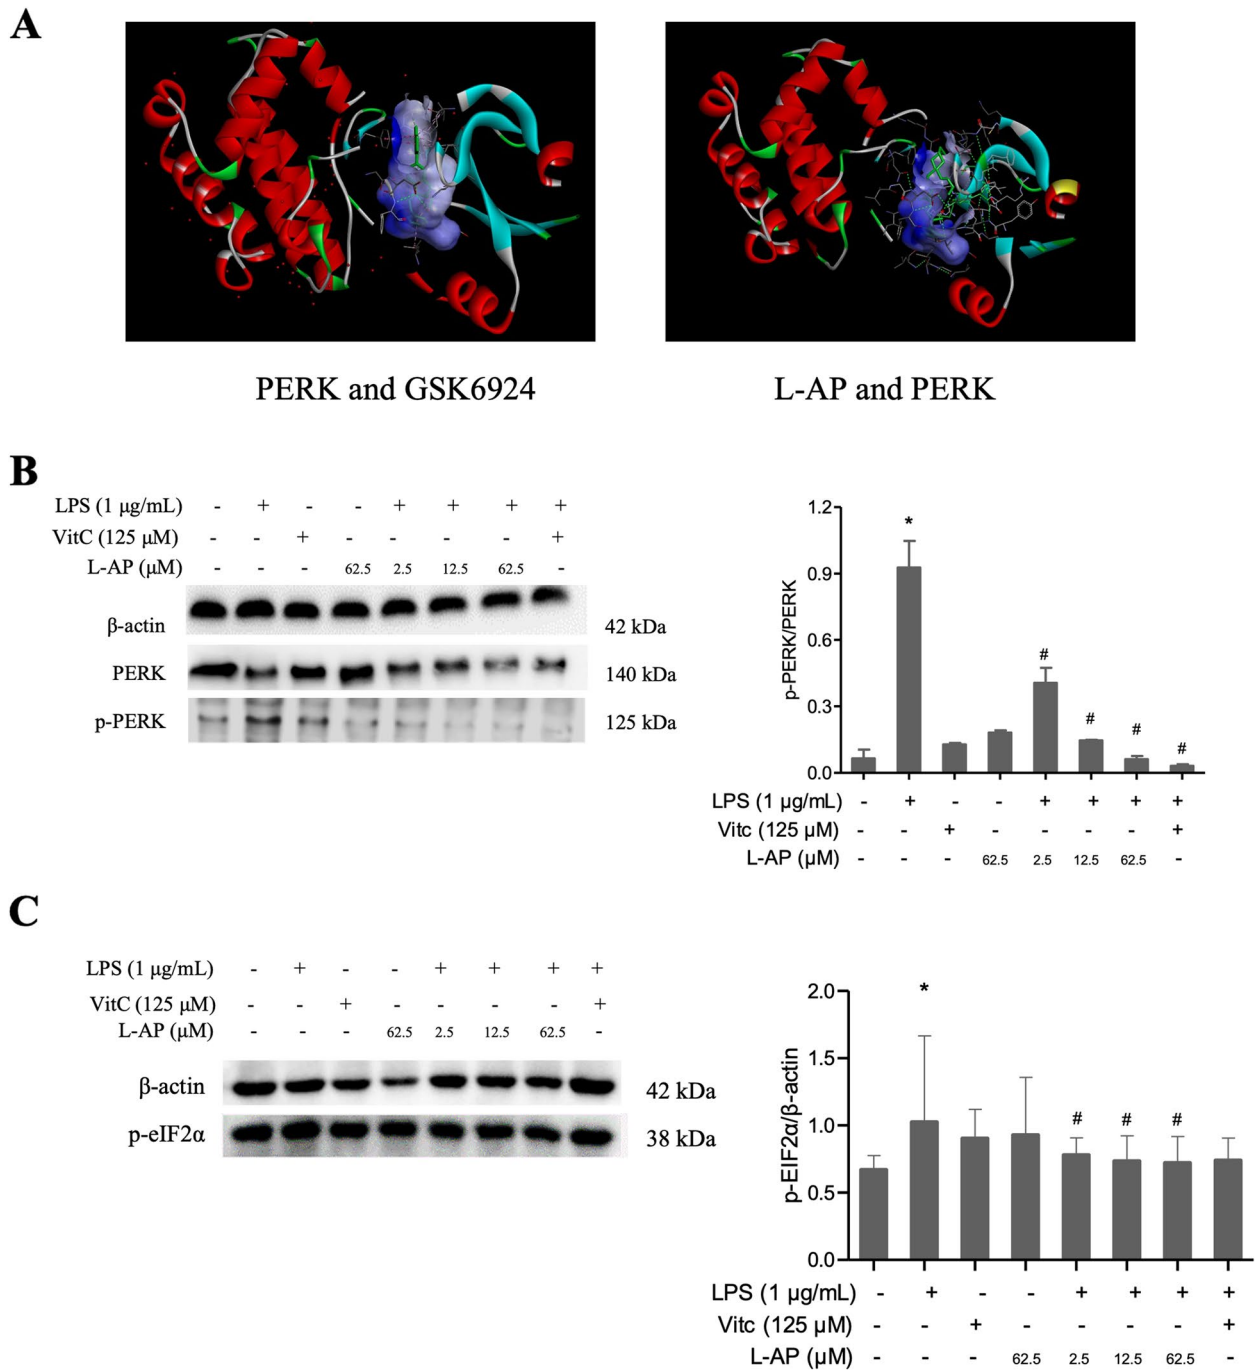 A
PERK and GSK6924
L-AP and PERK
B
LPS (1 µg/mL) - + - - + + + +
VitC (125 µM) - - + - - - - +
L-AP (µM) - - - 62.5 2.5 12.5 62.5 -
β-actin 42 kDa
PERK 140 kDa
p-PERK 125 kDa
p-PERK/PERK
1.2
0.9
0.6
0.3
0.0
*
#
#
#
#
LPS (1 µg/mL) - + - - + + + +
Vitc (125 µM) - - + - - - - +
L-AP (µM) - - - 62.5 2.5 12.5 62.5 -
C
LPS (1 µg/mL) - + - - + + + +
VitC (125 µM) - - + - - - - +
L-AP (µM) - - - 62.5 2.5 12.5 62.5 -
β-actin 42 kDa
p-eIF2α 38 kDa
p-EIF2α/β-actin
2.0
1.5
1.0
0.5
0.0
*
# # #
LPS (1 µg/mL) - + - - + + + +
Vitc (125 µM) - - + - - - - +
L-AP (µM) - - - 62.5 2.5 12.5 62.5 -